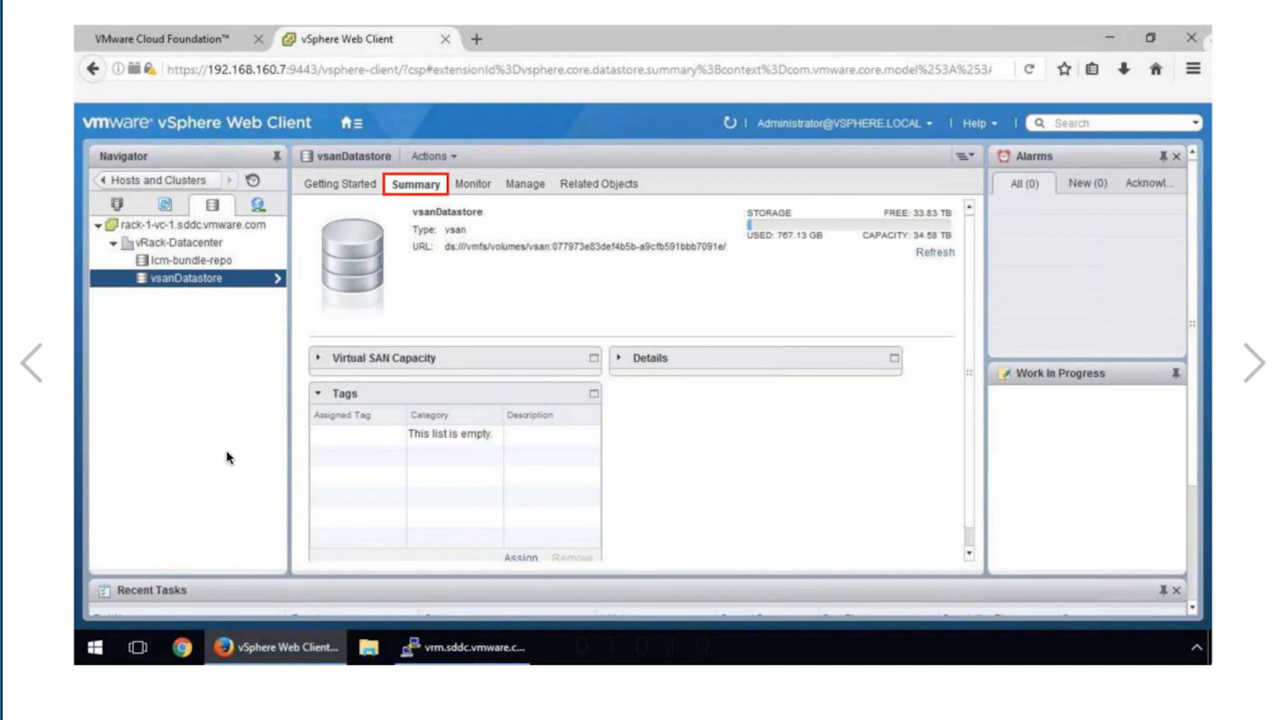 VMware Cloud Foundation™
vSphere Web Client
https://192.168.160.7:9443/vsphere-client/?csp#extensionId%3Dvsphere.core.datastore.summary%3Bcontext%3Dcom.vmware.core.model%253A%253/
vmware® vSphere Web Client
Administrator@VSPHERE.LOCAL
Help
Search
Navigator
Hosts and Clusters
rack-1-vc-1.sddc.vmware.com
vRack-Datacenter
lcm-bundle-repo
vsanDatastore
vsanDatastore
Actions
Getting Started
Summary
Monitor
Manage
Related Objects
vsanDatastore
Type: vsan
URL: ds:///vmfs/volumes/vsan:077973e83def4b5b-a9cfb591bbb7091e/
STORAGE
FREE: 33.83 TB
USED: 767.13 GB
CAPACITY: 34.58 TB
Refresh
Virtual SAN Capacity
Details
Tags
Assigned Tag
Category
Description
This list is empty.
Assign
Remove
Alarms
All (0)
New (0)
Acknowl...
Work In Progress
Recent Tasks
vSphere Web Client...
vrm.sddc.vmware.c...